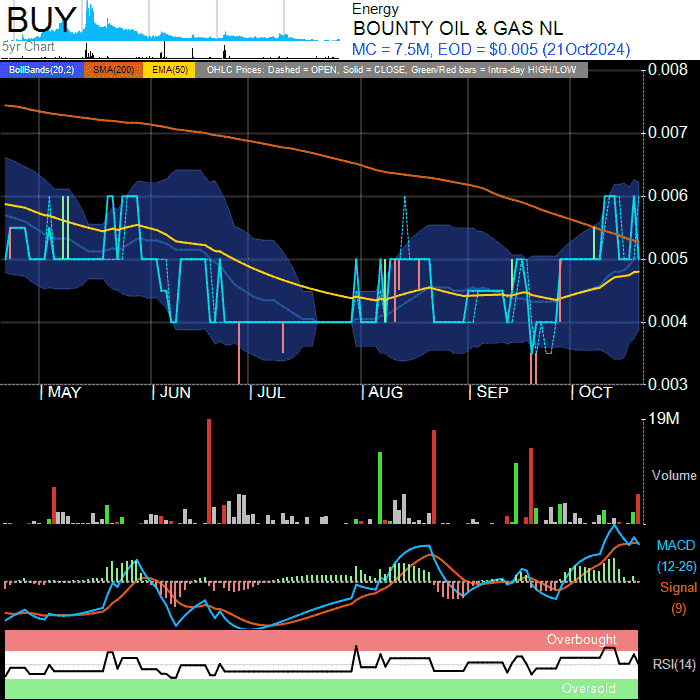 BUY
5yr Chart
Energy
BOUNTY OIL & GAS NL
MC = 7.5M, EOD = $0.005 (21Oct2024)
BollBands(20,2) SMA(200) EMA(50) OHLC Prices: Dashed = OPEN, Solid = CLOSE, Green/Red bars = Intra-day HIGH/LOW
0.008
0.007
0.006
0.005
0.004
0.003
MAY JUN JUL AUG SEP OCT
19M
Volume
MACD
(12-26)
Signal
(9)
Overbought
RSI(14)
Oversold